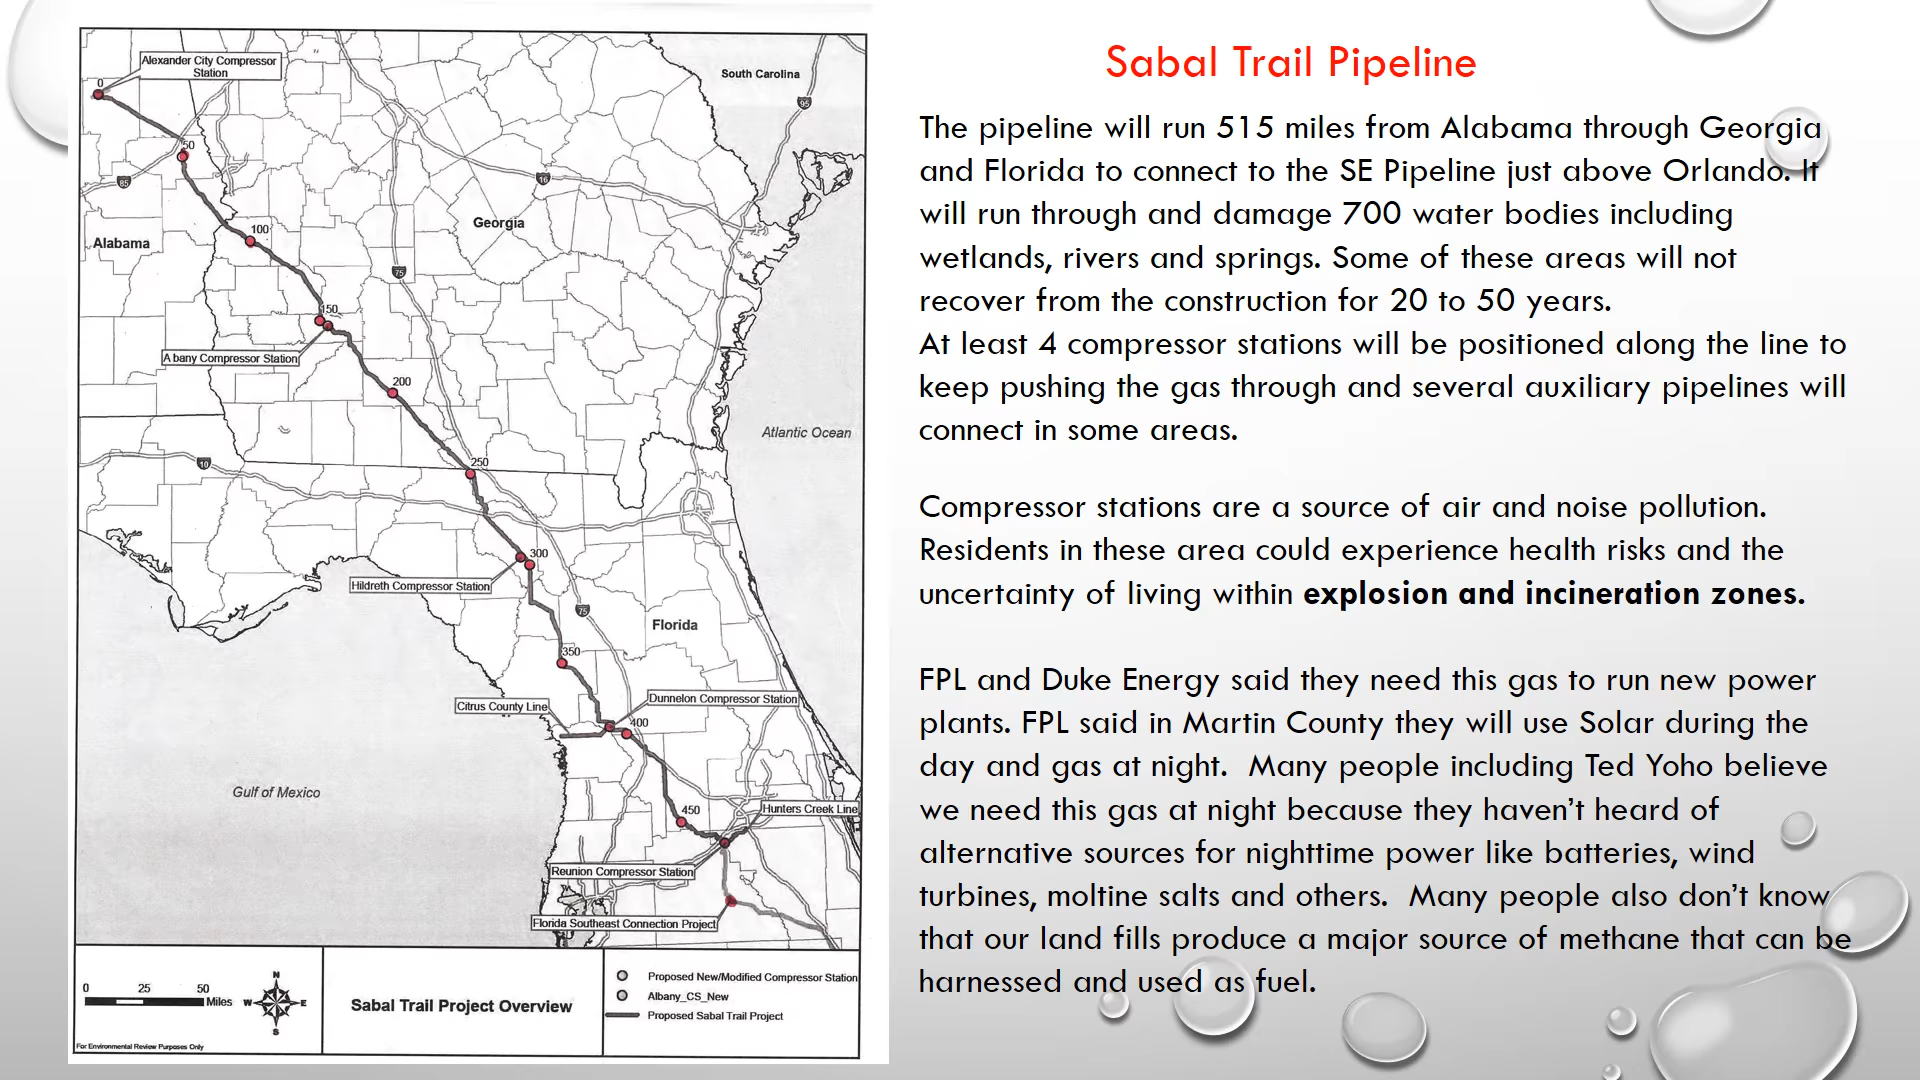 Sabal Trail Pipeline
The pipeline will run 515 miles from Alabama through Georgia
and Florida to connect to the SE Pipeline just above Orlando. It
will run through and damage 700 water bodies including
wetlands, rivers and springs. Some of these areas will not
recover from the construction for 20 to 50 years.
At least 4 compressor stations will be positioned along the line to
keep pushing the gas through and several auxiliary pipelines will
connect in some areas.
Compressor stations are a source of air and noise pollution.
Residents in these area could experience health risks and the
uncertainty of living within explosion and incineration zones.
FPL and Duke Energy said they need this gas to run new power
plants. FPL said in Martin County they will use Solar during the
day and gas at night.  Many people including Ted Yoho believe
we need this gas at night because they haven't heard of
alternative sources for nighttime power like batteries, wind
turbines, moltine salts and others.  Many people also don't know
that our land fills produce a major source of methane that can be
harnessed and used as fuel.
Alexander City Compressor
Station
0
South Carolina
95
50
85
16
Georgia
100
Alabama
75
150
A bany Compressor Station
200
Atlantic Ocean
250
10
300
Hildreth Compressor Station
75
Florida
350
Dunnelon Compressor Station
Citrus County Line
400
Gulf of Mexico
450
Hunters Creek Line
Reunion Compressor Station
Florida Southeast Connection Project
0 25 50
Miles
N
W E
S
For Environmental Review Purposes Only
Sabal Trail Project Overview
Proposed New/Modified Compressor Station
Albany_CS_New
Proposed Sabal Trail Project